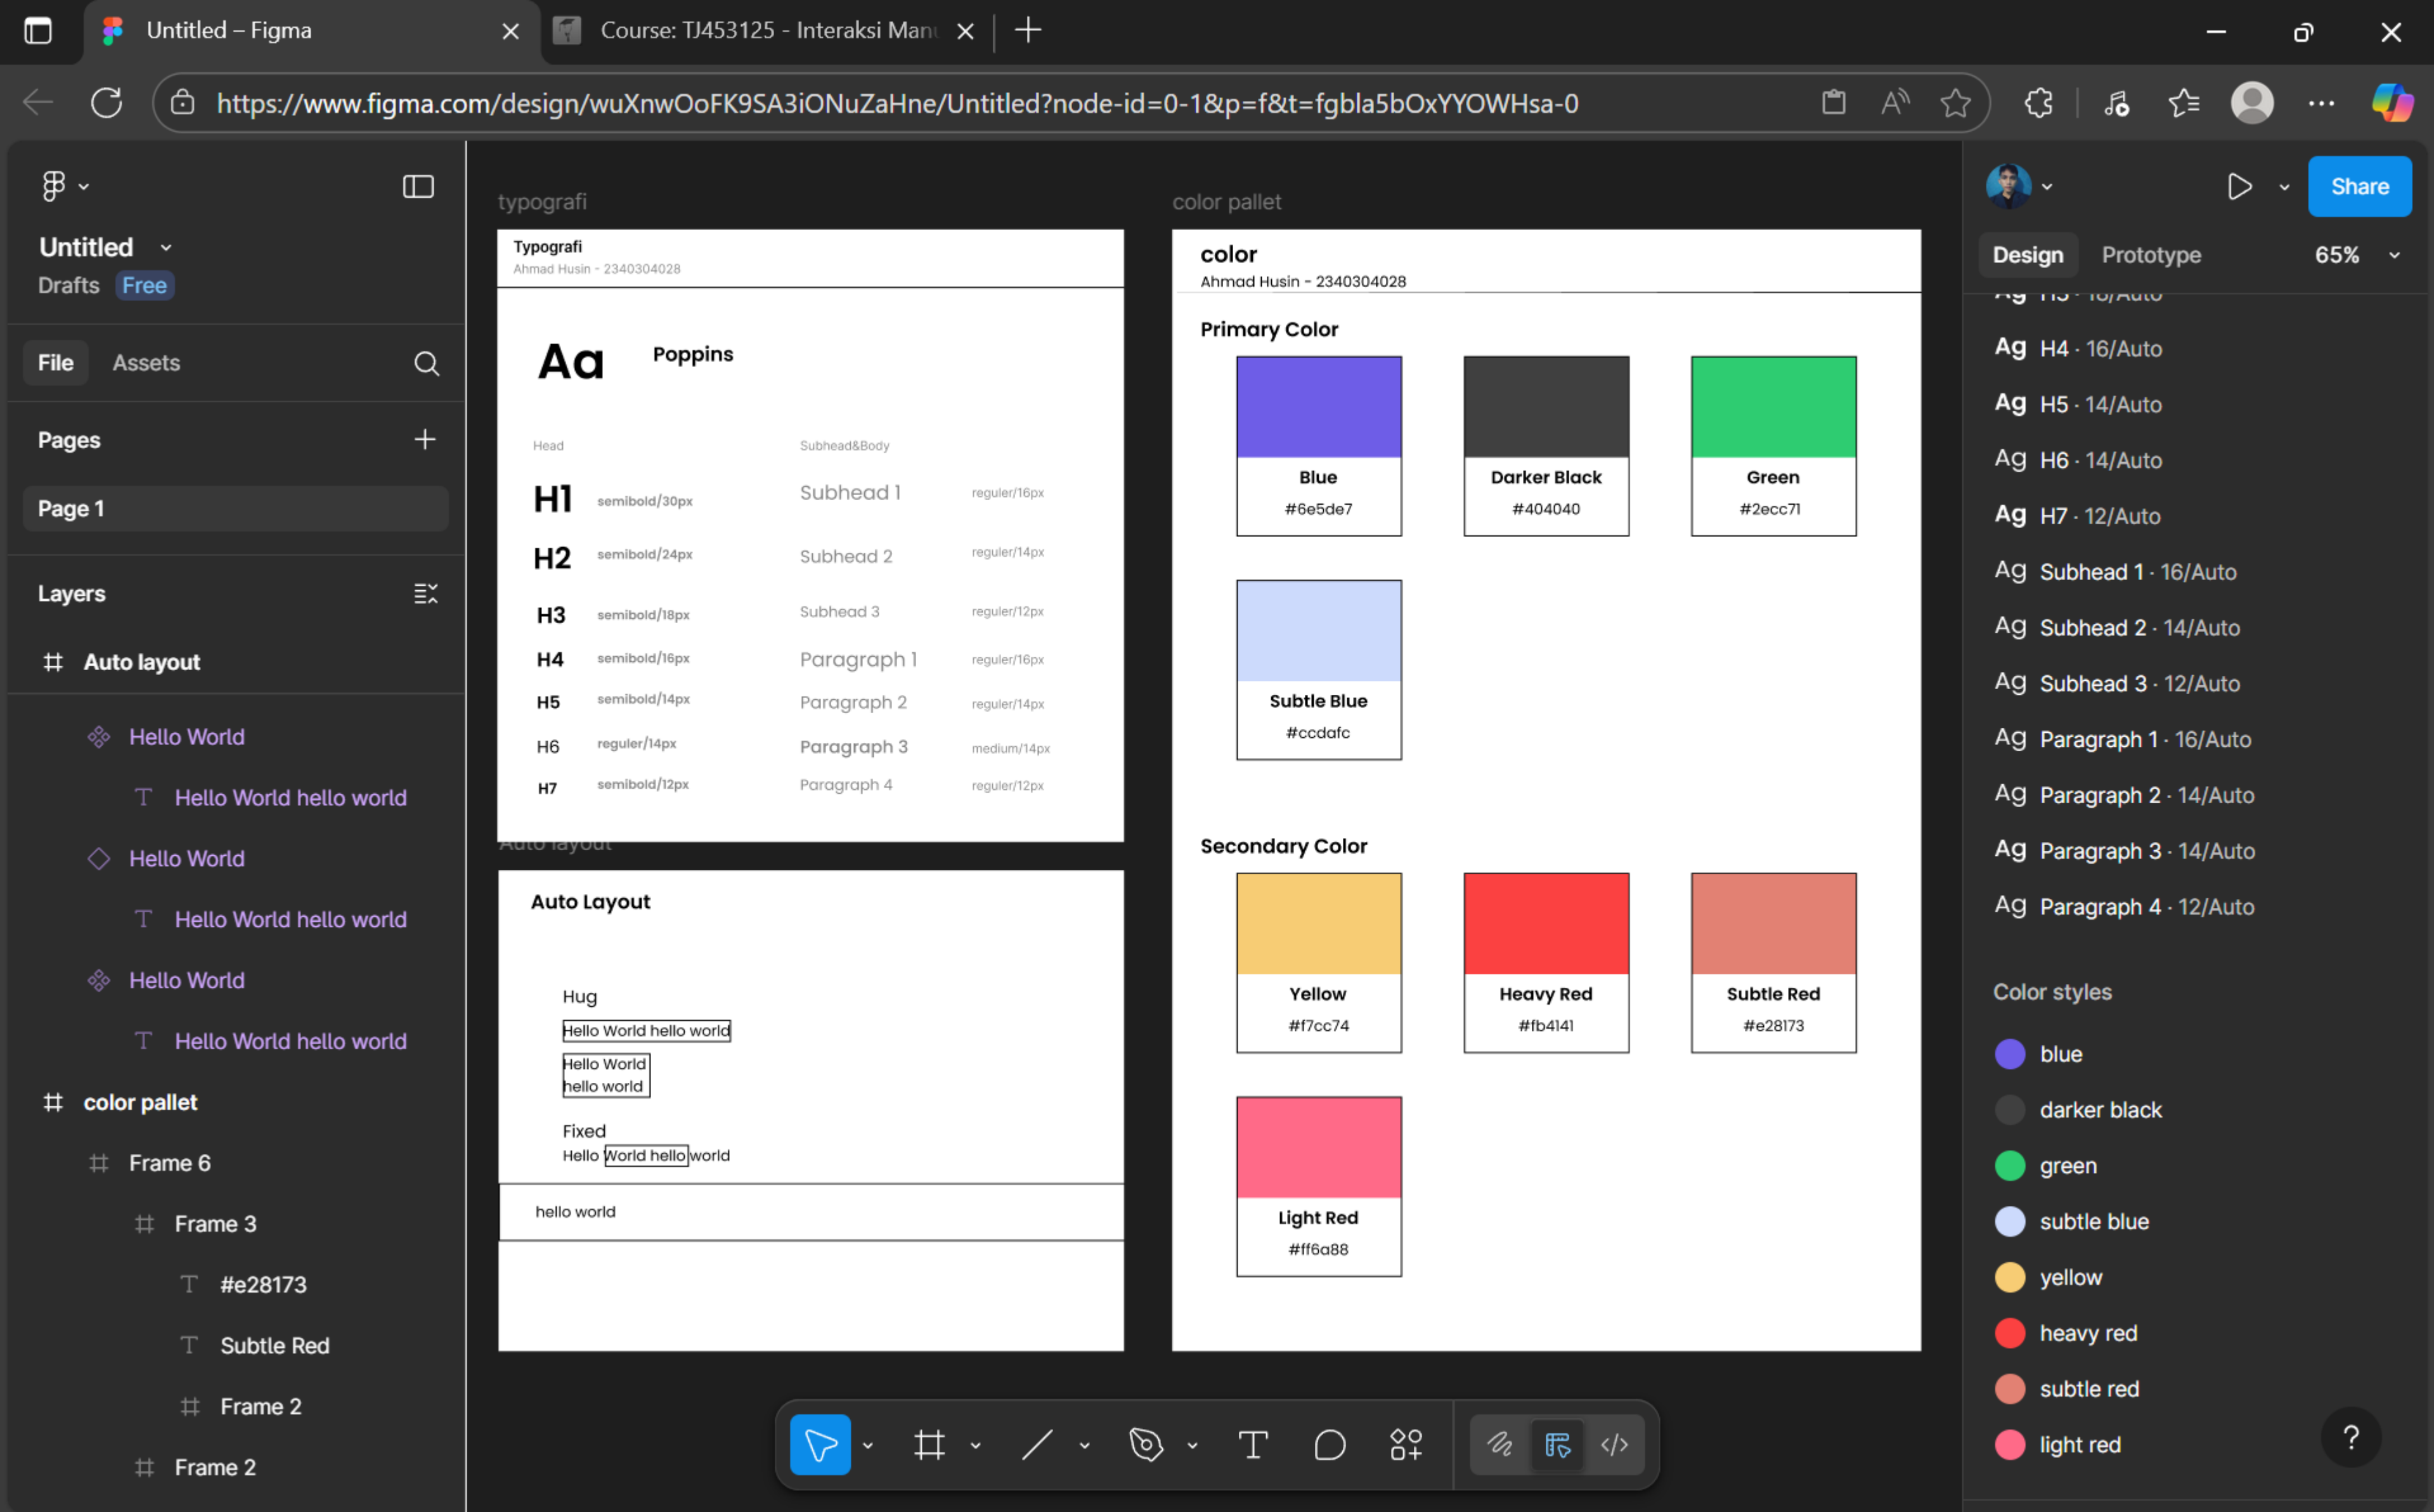 Untitled – Figma
Course: TJ453125 - Interaksi Man
https://www.figma.com/design/wuXnwOoFK9SA3iONuZaHne/Untitled?node-id=0-1&p=f&t=fgbla5bOxYYOWHsa-0
Untitled
Drafts Free
File Assets
Pages
Page 1
Layers
Auto layout
Hello World
Hello World hello world
Hello World
Hello World hello world
Hello World
Hello World hello world
color pallet
Frame 6
Frame 3
#e28173
Subtle Red
Frame 2
Frame 2
typografi
Typografi
Ahmad Husin - 2340304028
Aa Poppins
Head Subhead&Body
H1 semibold/30px Subhead 1 reguler/16px
H2 semibold/24px Subhead 2 reguler/14px
H3 semibold/18px Subhead 3 reguler/12px
H4 semibold/16px Paragraph 1 reguler/16px
H5 semibold/14px Paragraph 2 reguler/14px
H6 reguler/14px Paragraph 3 medium/14px
H7 semibold/12px Paragraph 4 reguler/12px
Auto layout
Auto Layout
Hug
Hello World hello world
Hello World
hello world
Fixed
Hello World hello world
hello world
color pallet
color
Ahmad Husin - 2340304028
Primary Color
Blue Darker Black Green
#6e5de7 #404040 #2ecc71
Subtle Blue
#ccdafc
Secondary Color
Yellow Heavy Red Subtle Red
#f7cc74 #fb4141 #e28173
Light Red
#ff6a88
Share
Design Prototype 65%
Ag H3 · 18/Auto
Ag H4 · 16/Auto
Ag H5 · 14/Auto
Ag H6 · 14/Auto
Ag H7 · 12/Auto
Ag Subhead 1 · 16/Auto
Ag Subhead 2 · 14/Auto
Ag Subhead 3 · 12/Auto
Ag Paragraph 1 · 16/Auto
Ag Paragraph 2 · 14/Auto
Ag Paragraph 3 · 14/Auto
Ag Paragraph 4 · 12/Auto
Color styles
blue
darker black
green
subtle blue
yellow
heavy red
subtle red
light red
?